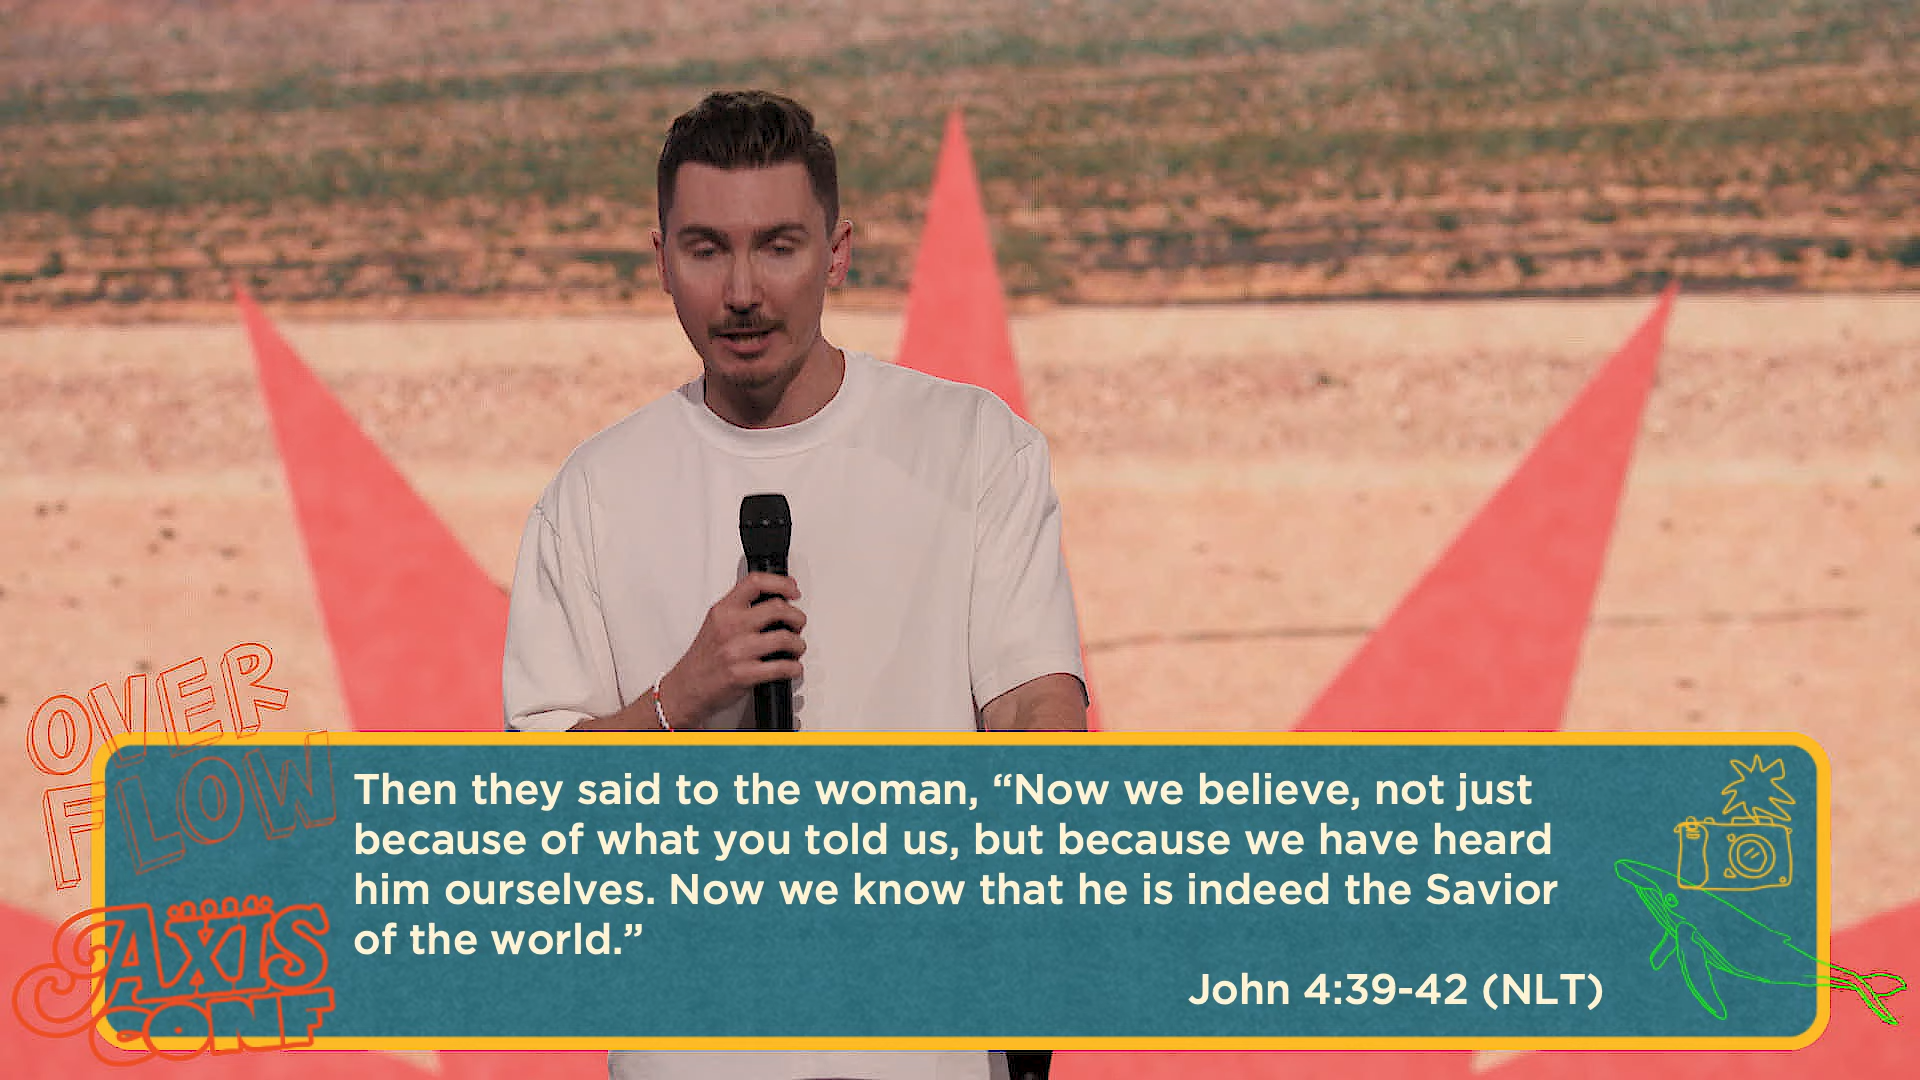 OVER
FLOW
AXIS
CONF
Then they said to the woman, “Now we believe, not just
because of what you told us, but because we have heard
him ourselves. Now we know that he is indeed the Savior
of the world.”
John 4:39-42 (NLT)